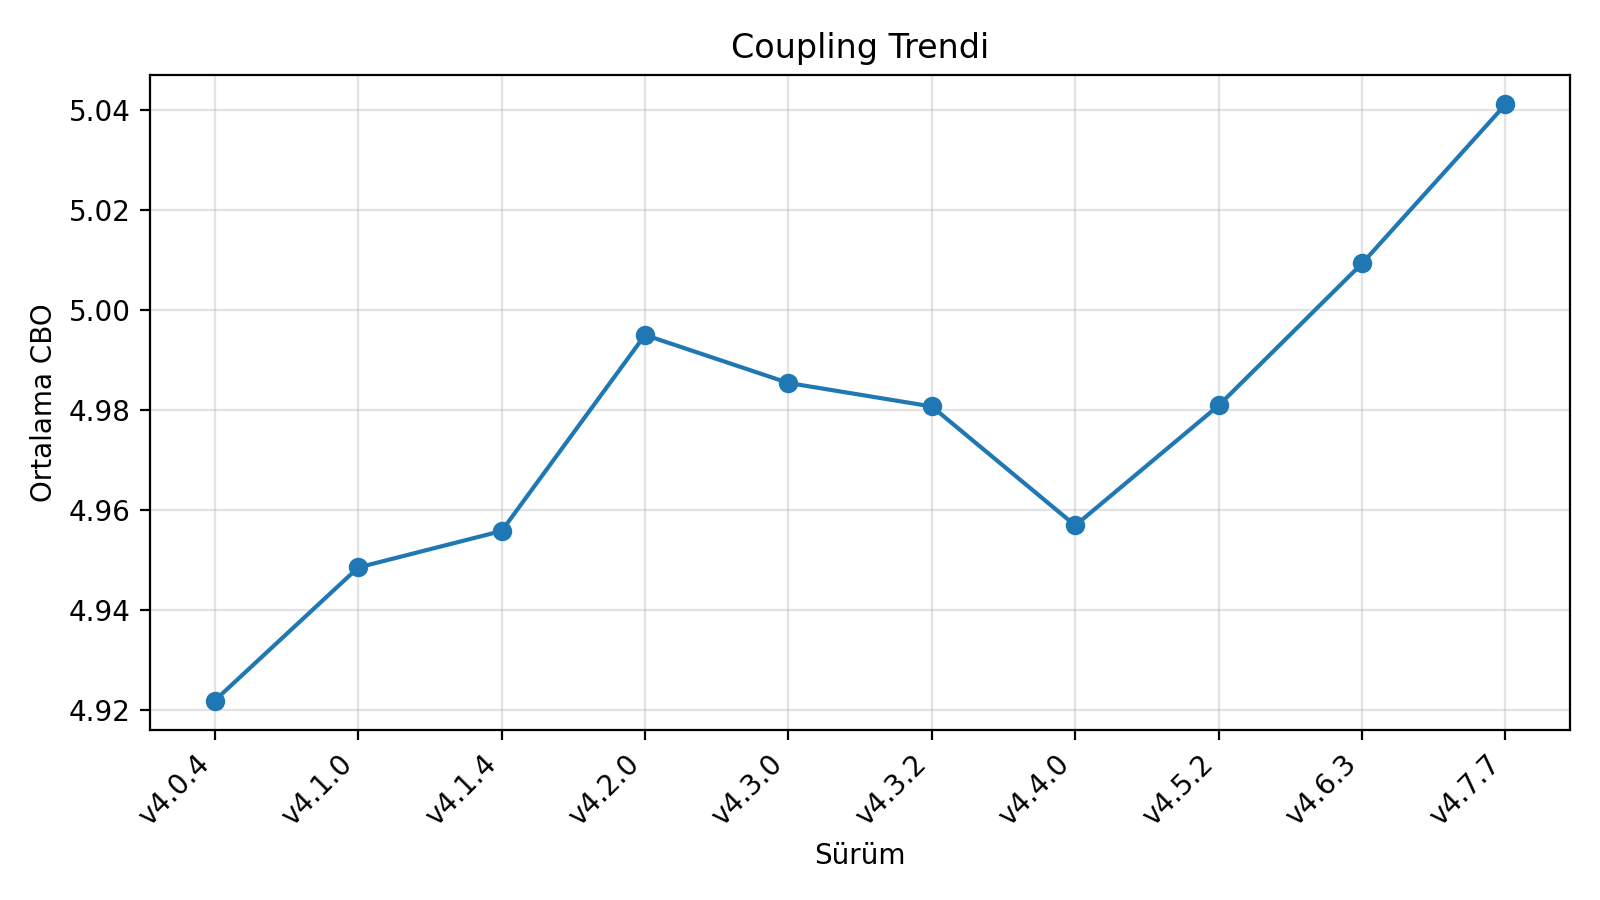 Coupling Trendi
Ortalama CBO
5.04
5.02
5.00
4.98
4.96
4.94
4.92
v4.0.4
v4.1.0
v4.1.4
v4.2.0
v4.3.0
v4.3.2
v4.4.0
v4.5.2
v4.6.3
v4.7.7
Sürüm